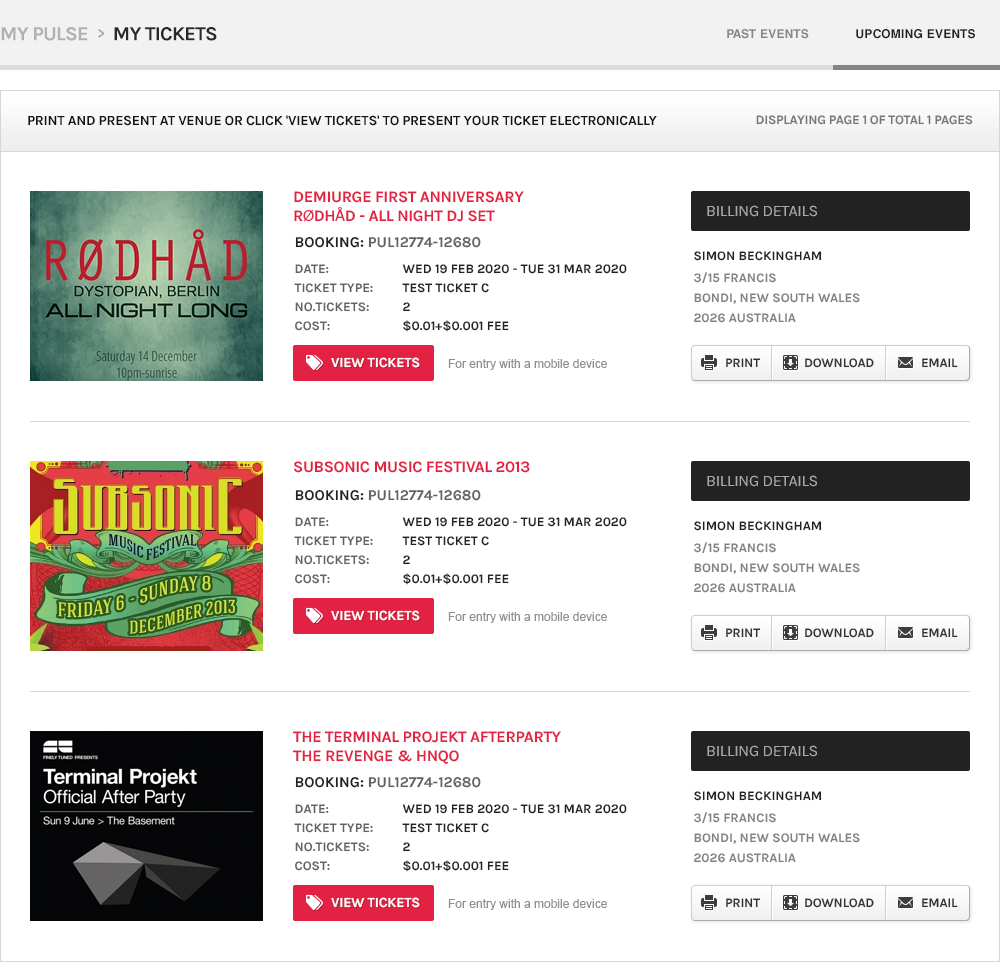 MY PULSE > MY TICKETS
PAST EVENTS
UPCOMING EVENTS
PRINT AND PRESENT AT VENUE OR CLICK 'VIEW TICKETS' TO PRESENT YOUR TICKET ELECTRONICALLY
DISPLAYING PAGE 1 OF TOTAL 1 PAGES
RØDHÅD
DYSTOPIAN, BERLIN
ALL NIGHT LONG
Saturday 14 December
10pm-sunrise
DEMIURGE FIRST ANNIVERSARY
RØDHÅD - ALL NIGHT DJ SET
BOOKING: PUL12774-12680
DATE: WED 19 FEB 2020 - TUE 31 MAR 2020
TICKET TYPE: TEST TICKET C
NO.TICKETS: 2
COST: $0.01+$0.001 FEE
VIEW TICKETS
For entry with a mobile device
BILLING DETAILS
SIMON BECKINGHAM
3/15 FRANCIS
BONDI, NEW SOUTH WALES
2026 AUSTRALIA
PRINT
DOWNLOAD
EMAIL
SUBSONIC
MUSIC FESTIVAL
FRIDAY 6 - SUNDAY 8
DECEMBER 2013
SUBSONIC MUSIC FESTIVAL 2013
BOOKING: PUL12774-12680
DATE: WED 19 FEB 2020 - TUE 31 MAR 2020
TICKET TYPE: TEST TICKET C
NO.TICKETS: 2
COST: $0.01+$0.001 FEE
VIEW TICKETS
For entry with a mobile device
BILLING DETAILS
SIMON BECKINGHAM
3/15 FRANCIS
BONDI, NEW SOUTH WALES
2026 AUSTRALIA
PRINT
DOWNLOAD
EMAIL
FINELY TUNED PRESENTS
Terminal Projekt
Official After Party
Sun 9 June > The Basement
THE TERMINAL PROJEKT AFTERPARTY
THE REVENGE & HNQO
BOOKING: PUL12774-12680
DATE: WED 19 FEB 2020 - TUE 31 MAR 2020
TICKET TYPE: TEST TICKET C
NO.TICKETS: 2
COST: $0.01+$0.001 FEE
VIEW TICKETS
For entry with a mobile device
BILLING DETAILS
SIMON BECKINGHAM
3/15 FRANCIS
BONDI, NEW SOUTH WALES
2026 AUSTRALIA
PRINT
DOWNLOAD
EMAIL